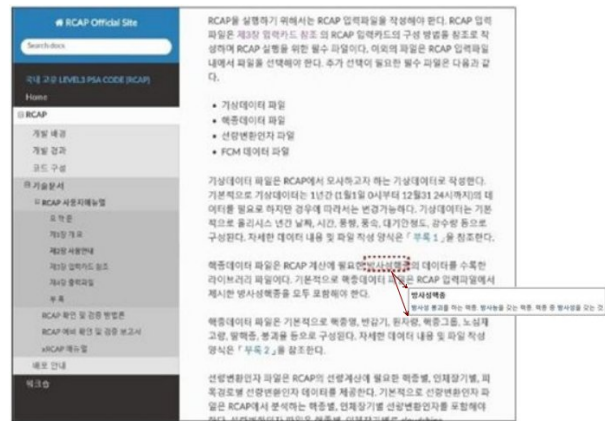 RCAP Official Site
Search docs
국내 고유 LEVEL3 PSA CODE (RCAP)
Home
RCAP
개발 배경
개발 경과
코드 구성
기술문서
RCAP 사용자매뉴얼
요약문
제1장 개요
제2장 사용안내
제3장 입력카드 참조
제4장 출력파일
부록
RCAP 확인 및 검증 방법론
RCAP 예비 확인 및 검증 보고서
xRCAP 매뉴얼
배포 안내
워크숍
RCAP을 실행하기 위해서는 RCAP 입력파일을 작성해야 한다. RCAP 입력
파일은 제3장 입력카드 참조 의 RCAP 입력카드의 구성 방법을 참조로 작
성하며 RCAP 실행을 위한 필수 파일이다. 이외의 파일은 RCAP 입력파일
내에서 파일을 선택해야 한다. 추가 선택이 필요한 필수 파일은 다음과 같
다.
기상데이터 파일
핵종데이터 파일
선량변환인자 파일
FCM 데이터 파일
기상데이터 파일은 RCAP에서 모사하고자 하는 기상데이터로 작성한다.
기본적으로 기상데이터는 1년간 (1월1일 0시부터 12월31 24시까지)의 데
이터를 필요로 하지만 경우에 따라서는 변경가능하다. 기상데이터는 기본
적으로 율리시스 년간 날짜, 시간, 풍향, 풍속, 대기안정도, 강수량 등으로
구성된다. 자세한 데이터 내용 및 파일 작성 양식은 「부록 1」을 참조한다.
핵종데이터 파일은 RCAP 계산에 필요한 방사성핵종의 데이터를 수록한
라이브러리 파일이다. 기본적으로 핵종데이터 파일은 RCAP 입력파일에서
제시한 방사성핵종을 모두 포함해야 한다.
방사성핵종
방사성 붕괴를 하는 핵종. 방사능을 갖는 핵종. 핵종 중 방사성을 갖는 것.
핵종데이터 파일은 기본적으로 핵종명, 반감기, 원자량, 핵종그룹, 노심재
고량, 딸핵종, 붕괴율 등으로 구성된다. 자세한 데이터 내용 및 파일 작성
양식은 「부록 2」을 참조한다.
선량변환인자 파일은 RCAP의 선량계산에 필요한 핵종별, 인체장기별, 피
폭경로별 선량변환인자 데이터를 제공한다. 기본적으로 선량변환인자 파
일은 RCAP에서 분석하는 핵종별, 인체장기별 선량변환인자를 포함해야